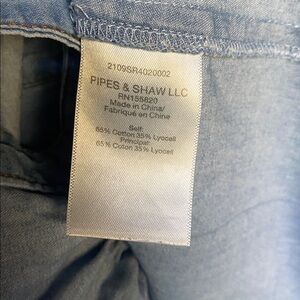 2109SR4020002
PIPES & SHAW LLC
RN155820
Made in China/
Fabriqué en China
Self:
65% Cotton 35% Lyocell
Principal:
65% Coton 35% Lyocell